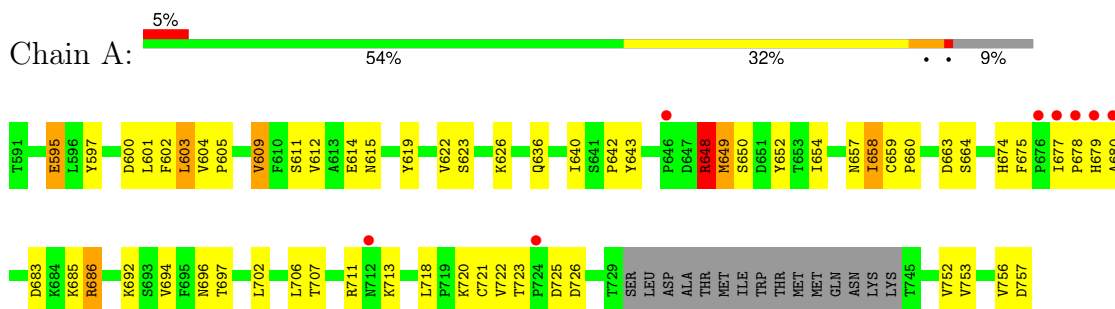 5%
Chain A:
54% 32% • • 9%
T591 E595 L596 Y597 D600 L601 F602 L603 V604 P605 V609 F610 S611 V612 A613 E614 N615 Y619 V622 S623 K626 Q636 I640 S641 P642 Y643 P646 D647 R648 M649 S650 D651 Y652 T653 I654 N657 I658 C659 P660 D663 S664 H674 F675 P676 I677 P678 H679 A680
D683 K684 K685 R686 K692 S693 V694 F695 N696 T697 L702 L706 T707 R711 N712 K713 L718 P719 K720 C721 V722 T723 P724 D725 D726 T729 SER LEU ASP ALA THR MET ILE TRP THR MET MET GLN ASN LYS LYS T745 V752 V753 V756 D757